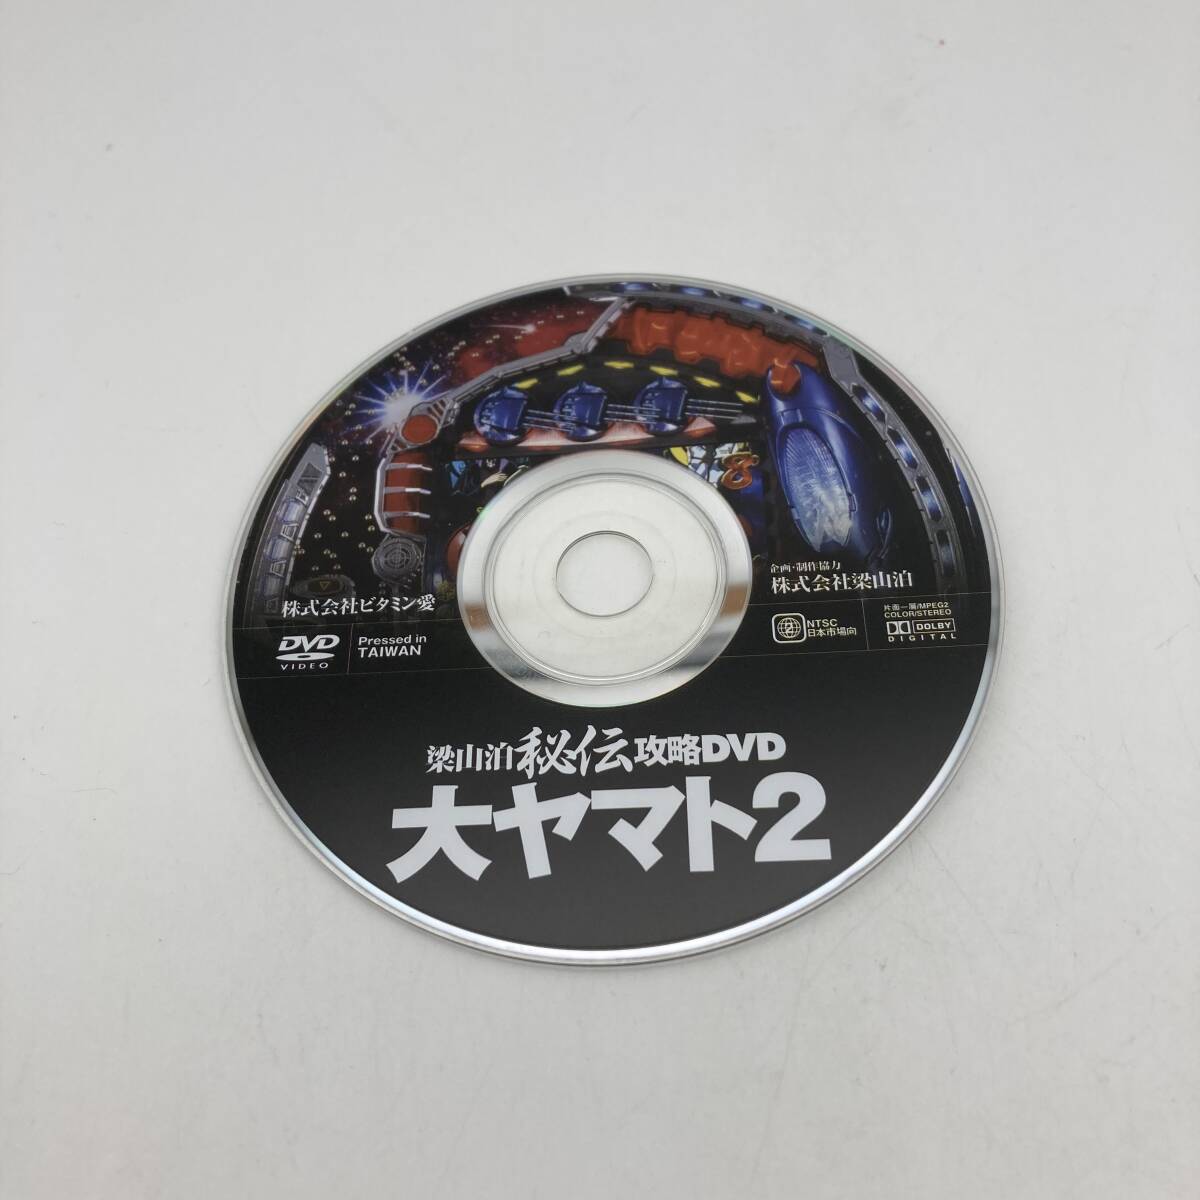 8
企画・制作協力
株式会社梁山泊
株式会社ビタミン愛
DVD
VIDEO
Pressed in
TAIWAN
2
NTSC
日本市場向
片面一層/MPEG2
COLOR/STEREO
DOLBY
DIGITAL
梁山泊秘伝攻略DVD
大ヤマト2